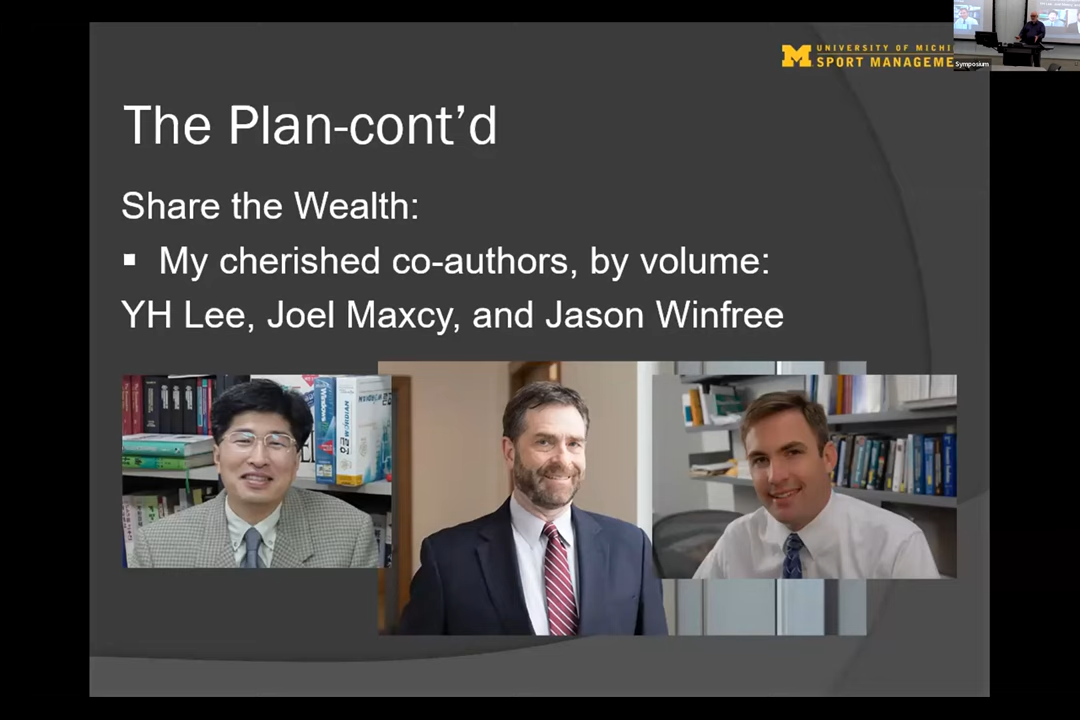 UNIVERSITY OF MICHI
SPORT MANAGEME
Symposium
The Plan-cont’d
Share the Wealth:
▪ My cherished co-authors, by volume:
YH Lee, Joel Maxcy, and Jason Winfree